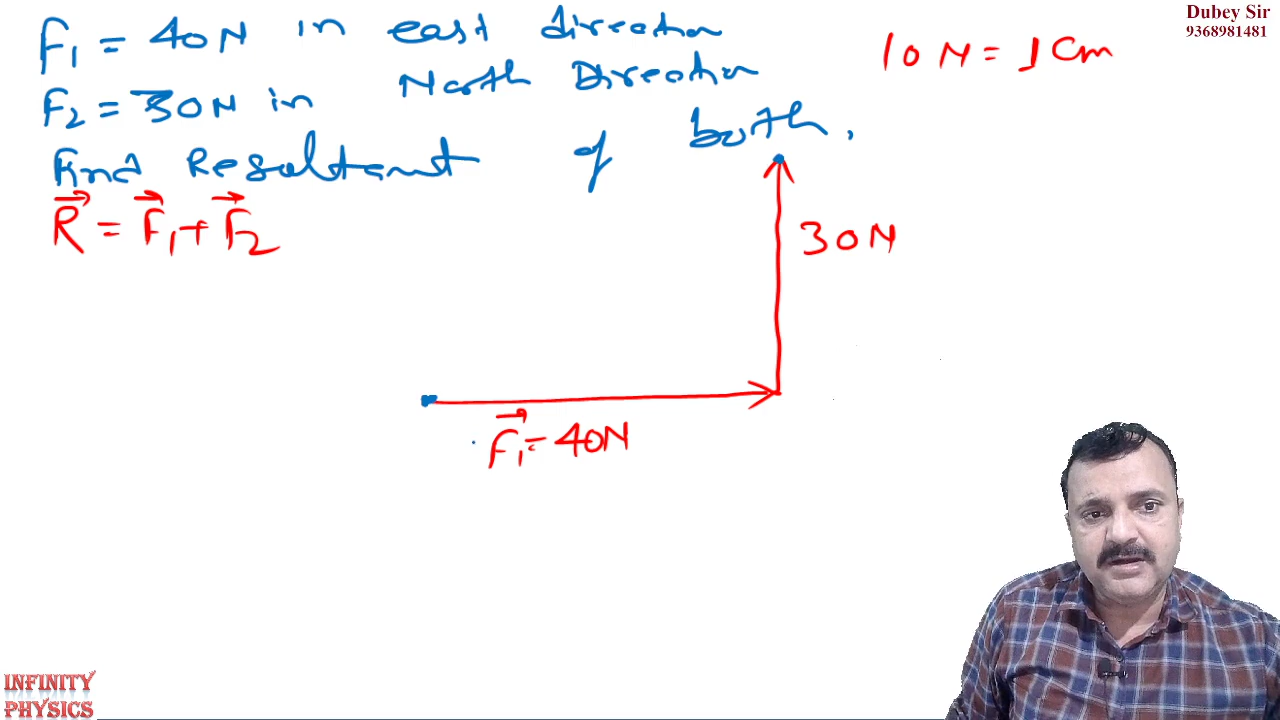 F₁ = 40N in east direction
F₂ = 30N in North Direction
Find Resultant of both.
R⃗ = F⃗₁ + F⃗₂
10 N = 1 Cm
Dubey Sir
9368981481
30N
F⃗₁ = 40N
INFINITY
PHYSICS